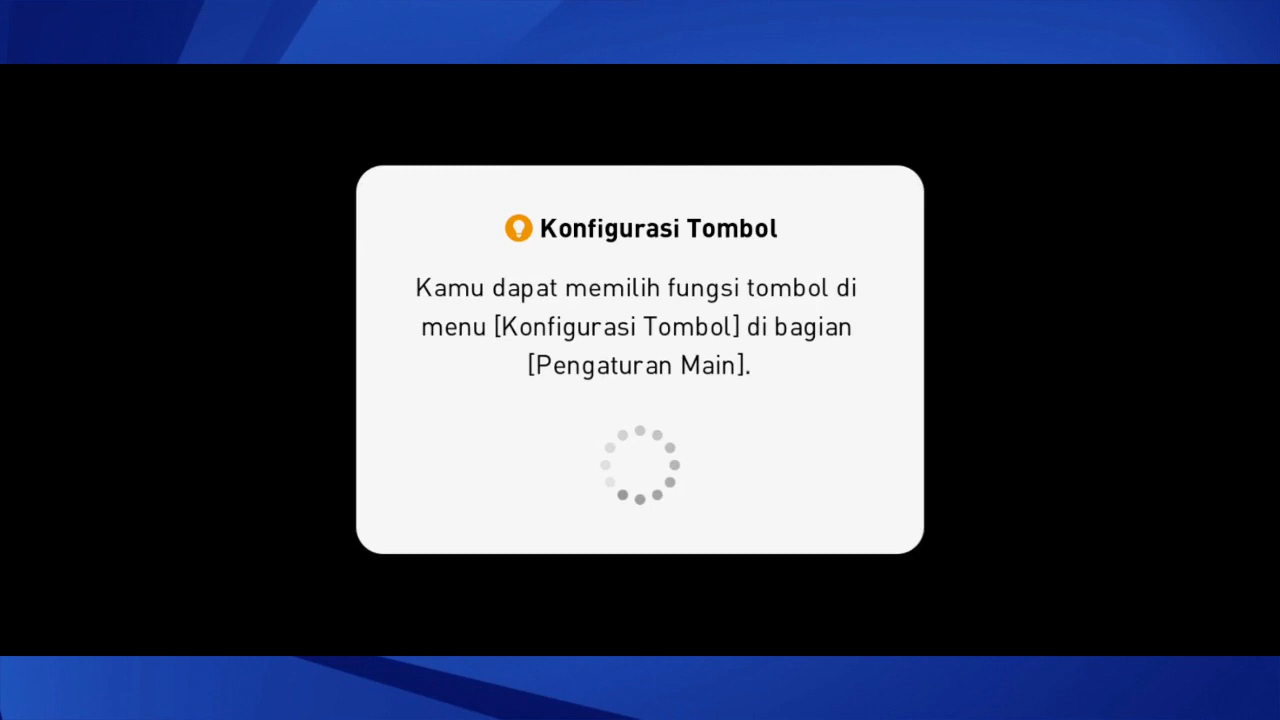 Konfigurasi Tombol
Kamu dapat memilih fungsi tombol di
menu [Konfigurasi Tombol] di bagian
[Pengaturan Main].